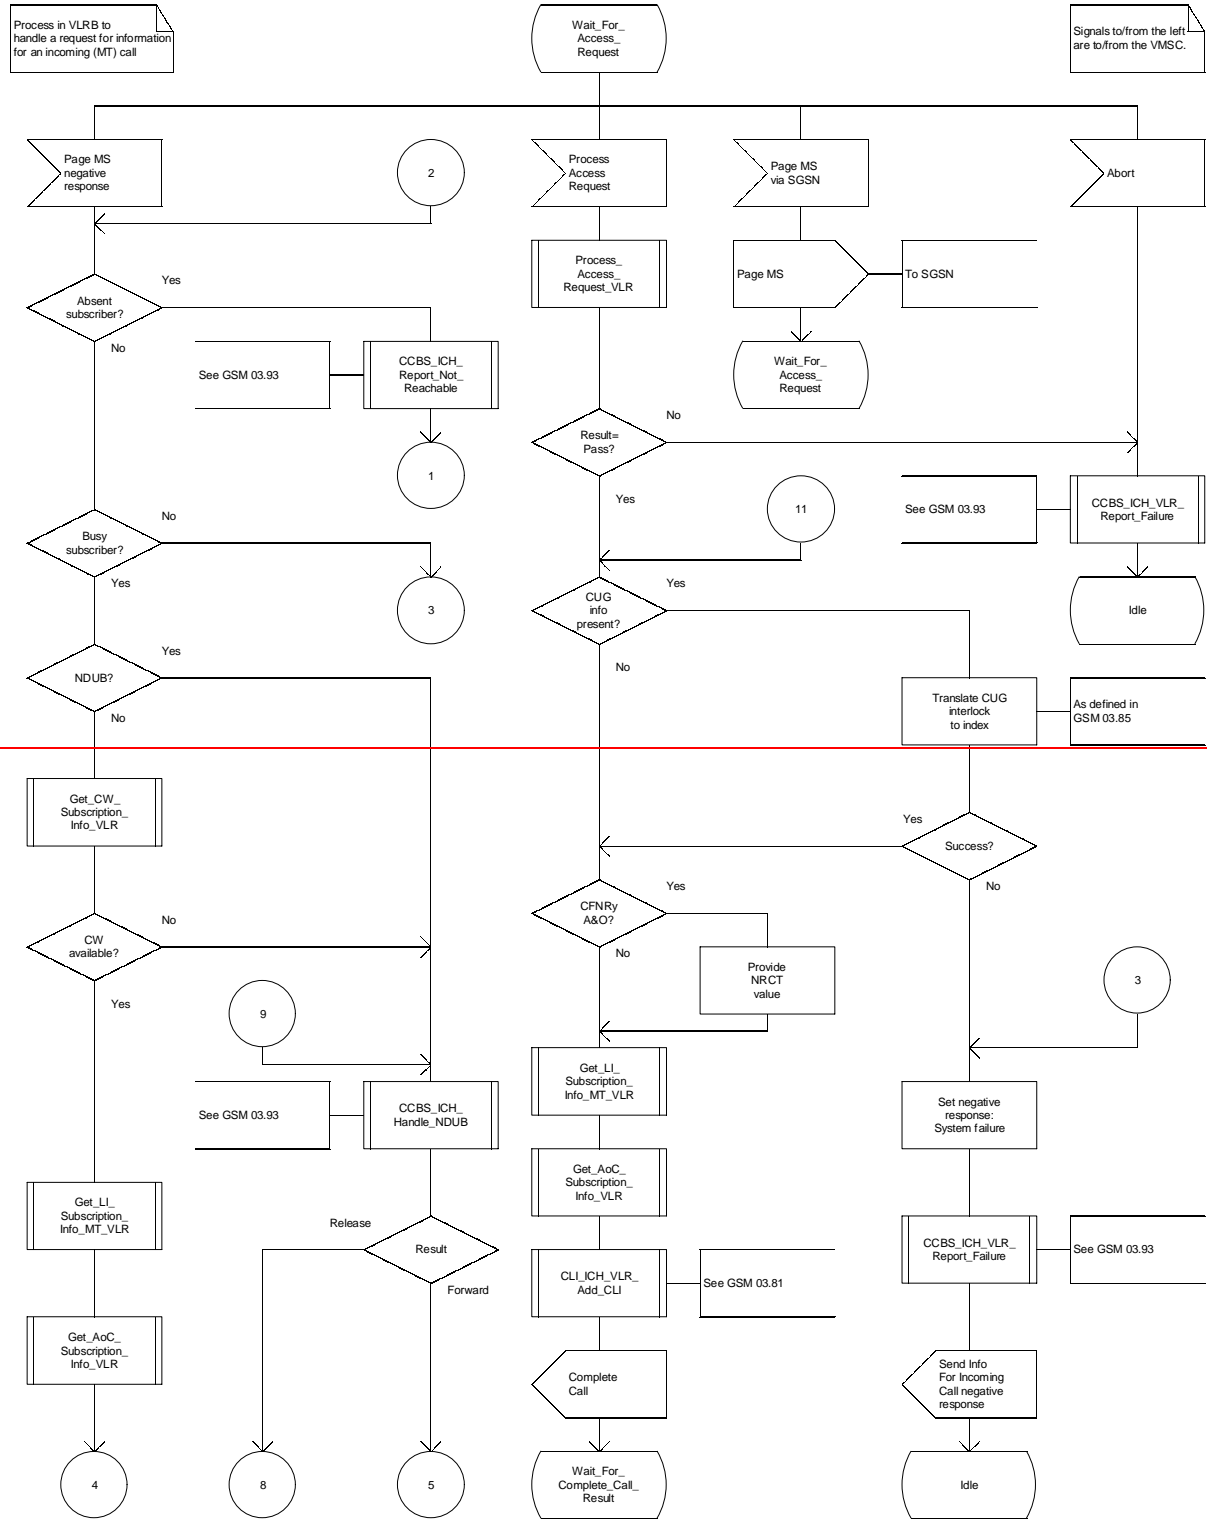 Process in VLRB to
handle a request for information
for an incoming (MT) call
Wait_For_
Access_
Request
Signals to/from the left
are to/from the VMSC.
Page MS
negative
response
2
Process
Access
Request
Page MS
via SGSN
Abort
Process_
Access_
Request_VLR
Page MS
To SGSN
Yes
Absent
subscriber?
No
See GSM 03.93
CCBS_ICH_
Report_Not_
Reachable
Wait_For_
Access_
Request
No
Result=
Pass?
Yes
1
11
See GSM 03.93
CCBS_ICH_VLR_
Report_Failure
No
Busy
subscriber?
Yes
3
Yes
CUG
info
present?
No
Idle
Yes
NDUB?
No
Translate CUG
interlock
to index
As defined in
GSM 03.85
Get_CW_
Subscription_
Info_VLR
Yes
Success?
No
Yes
CFNRy
A&O?
No
No
CW
available?
Yes
Provide
NRCT
value
3
9
Get_LI_
Subscription_
Info_MT_VLR
See GSM 03.93
CCBS_ICH_
Handle_NDUB
Set negative
response:
System failure
Get_AoC_
Subscription_
Info_VLR
Get_LI_
Subscription_
Info_MT_VLR
Release
Result
Forward
CCBS_ICH_VLR_
Report_Failure
See GSM 03.93
CLI_ICH_VLR_
Add_CLI
See GSM 03.81
Get_AoC_
Subscription_
Info_VLR
Complete
Call
Send Info
For Incoming
Call negative
response
4
8
5
Wait_For_
Complete_Call_
Result
Idle